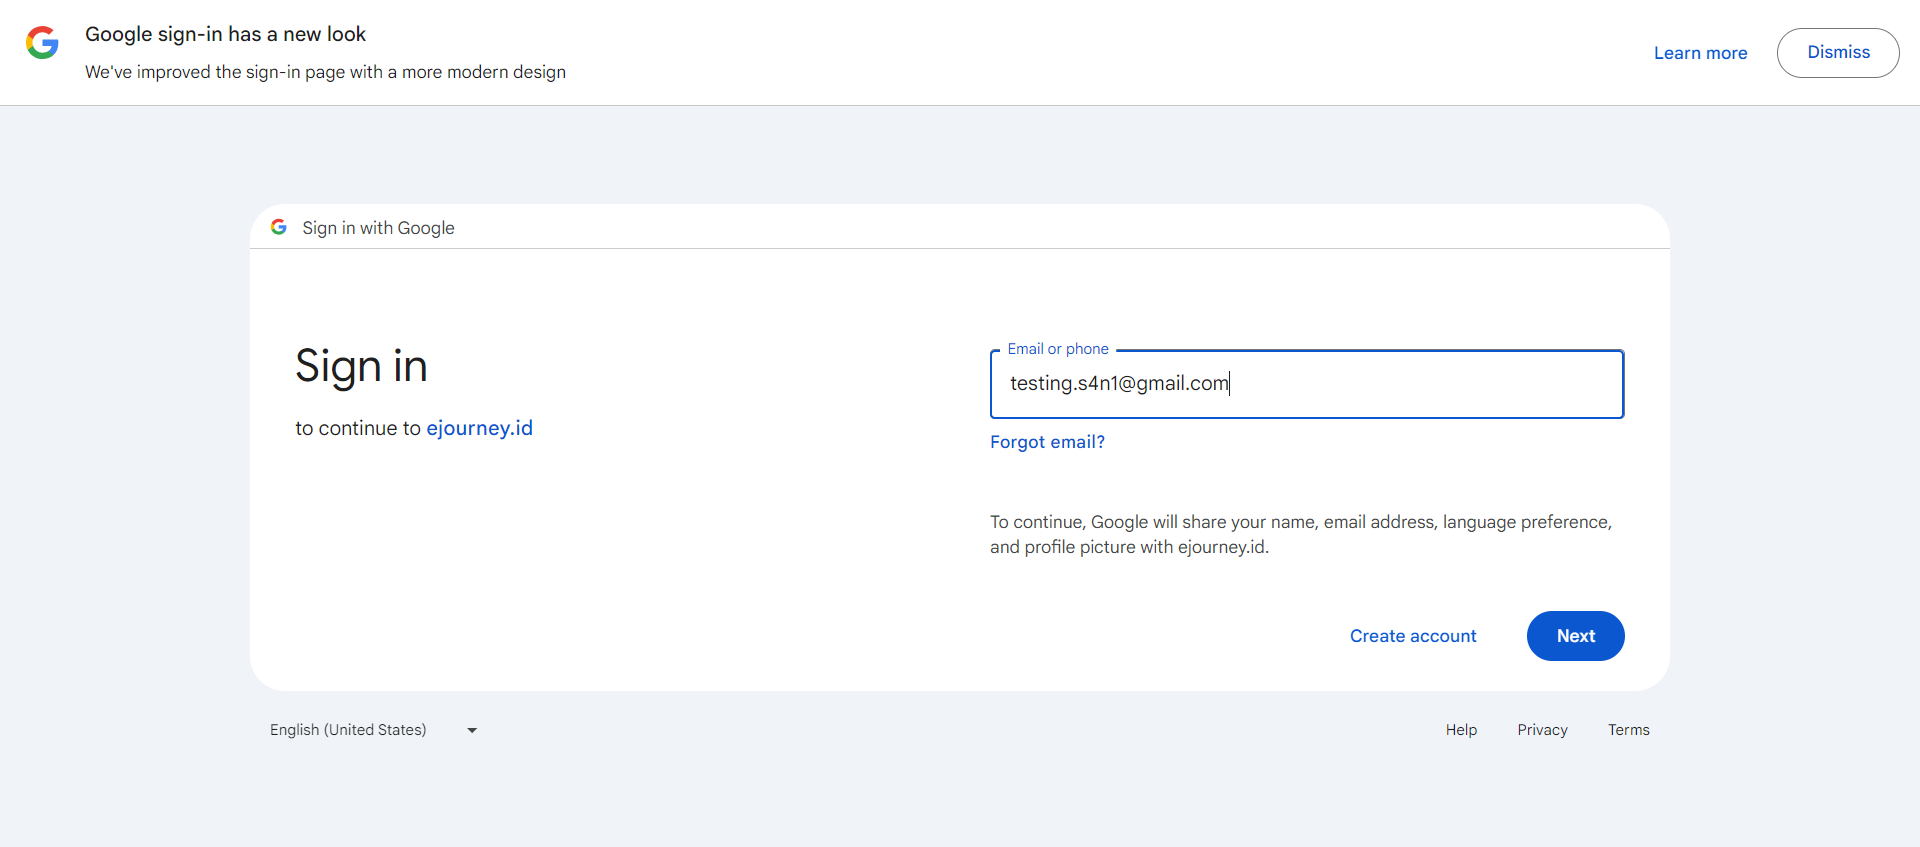 Google sign-in has a new look
We've improved the sign-in page with a more modern design
Learn more
Dismiss
Sign in with Google
Sign in
to continue to ejourney.id
Email or phone
testing.s4n1@gmail.com
Forgot email?
To continue, Google will share your name, email address, language preference,
and profile picture with ejourney.id.
Create account
Next
English (United States)
Help
Privacy
Terms